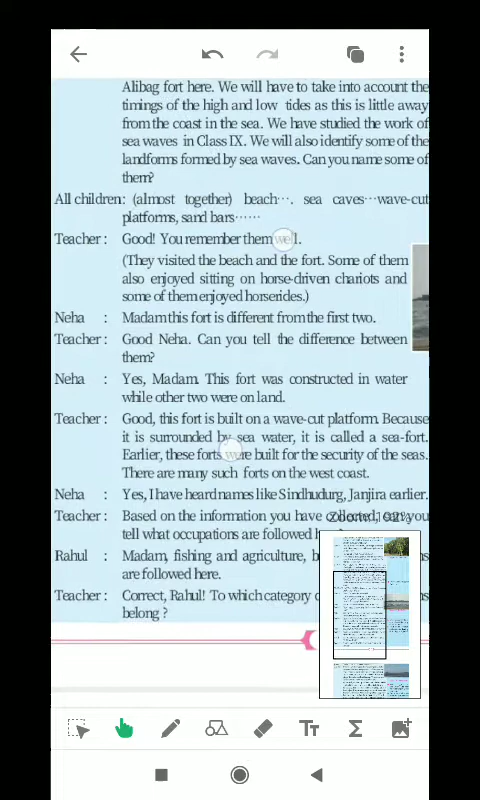 Alibag fort here. We will have to take into account the
timings of the high and low tides as this is little away
from the coast in the sea. We have studied the work of
sea waves in Class IX. We will also identify some of the
landforms formed by sea waves. Can you name some of
them?
All children : (almost together) beach···. sea caves···wave-cut
platforms, sand bars······
Teacher : Good! You remember them well.
(They visited the beach and the fort. Some of them
also enjoyed sitting on horse-driven chariots and
some of them enjoyed horserides.)
Neha : Madam this fort is different from the first two.
Teacher : Good Neha. Can you tell the difference between
them?
Neha : Yes, Madam. This fort was constructed in water
while other two were on land.
Teacher : Good, this fort is built on a wave-cut platform. Because
it is surrounded by sea water, it is called a sea-fort.
Earlier, these forts were built for the security of the seas.
There are many such forts on the west coast.
Neha : Yes, I have heard names like Sindhudurg, Janjira earlier.
Teacher : Based on the information you have collected, can you
tell what occupations are followed
Rahul : Madam, fishing and agriculture,
are followed here.
Teacher : Correct, Rahul! To which category
belong ?